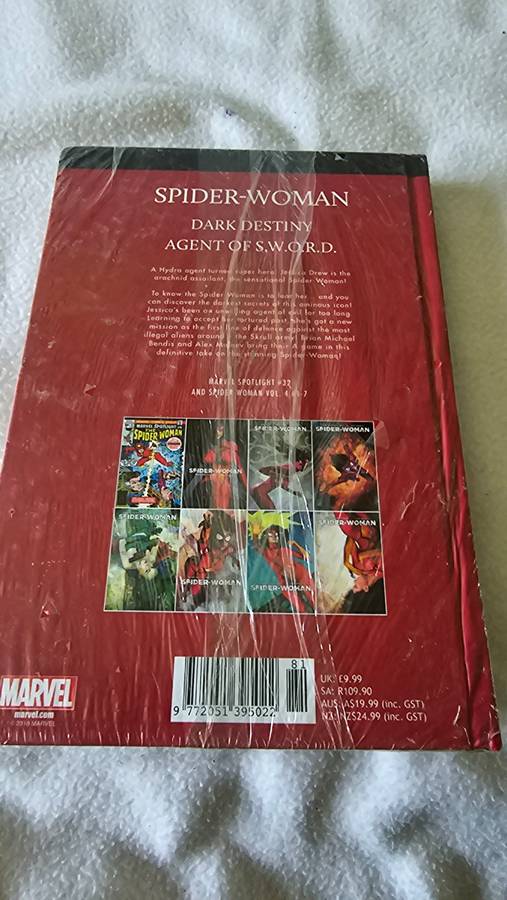 SPIDER-WOMAN
DARK DESTINY
AGENT OF S.W.O.R.D.
A Hydra agent turned super hero. Jessica Drew is the
arachnid assailant, the sensational Spider-Woman!
To know the Spider Woman is to fear her... and you
can discover the darkest secrets of this ominous icon!
Jessica's been an unwilling agent of evil for too long
Learning to accept her tortured past. She's got a new
mission as the first line of defence against the most
illegal aliens around the Skrull army! Brian Michael
Bendis and Alex Maleev bring their A game in this
definitive take on the stunning Spider-Woman!
MARVEL SPOTLIGHT #32
AND SPIDER WOMAN VOL. 4 #1-7
MARVEL SPOTLIGHT
THE SPIDER-WOMAN
SPIDER-WOMAN
SPIDER-WOMAN
SPIDER-WOMAN
SPIDER-WOMAN
SPIDER-WOMAN
SPIDER-WOMAN
SPIDER-WOMAN
81
9 772051 395022
UK: £9.99
SA: R109.90
AUS: A$19.99 (inc. GST)
NZ: NZ$24.99 (inc. GST)
MARVEL
marvel.com
© 2018 MARVEL